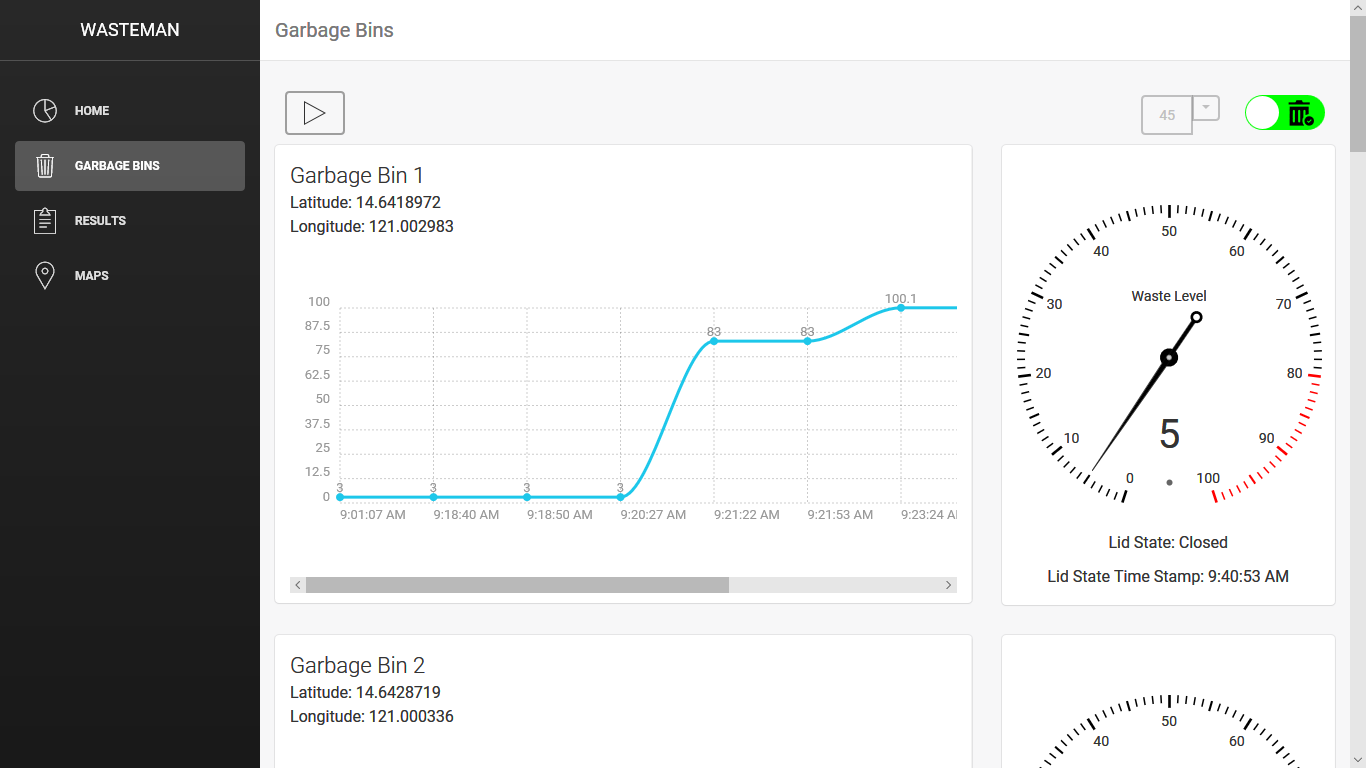 WASTEMAN
HOME
GARBAGE BINS
RESULTS
MAPS
Garbage Bins
45
Garbage Bin 1
Latitude: 14.6418972
Longitude: 121.002983
100
87.5
75
62.5
50
37.5
25
12.5
0
3
3
3
3
83
83
100.1
9:01:07 AM
9:18:40 AM
9:18:50 AM
9:20:27 AM
9:21:22 AM
9:21:53 AM
9:23:24 A
0
10
20
30
40
50
60
70
80
90
100
Waste Level
5
Lid State: Closed
Lid State Time Stamp: 9:40:53 AM
Garbage Bin 2
Latitude: 14.6428719
Longitude: 121.000336
40
50
60